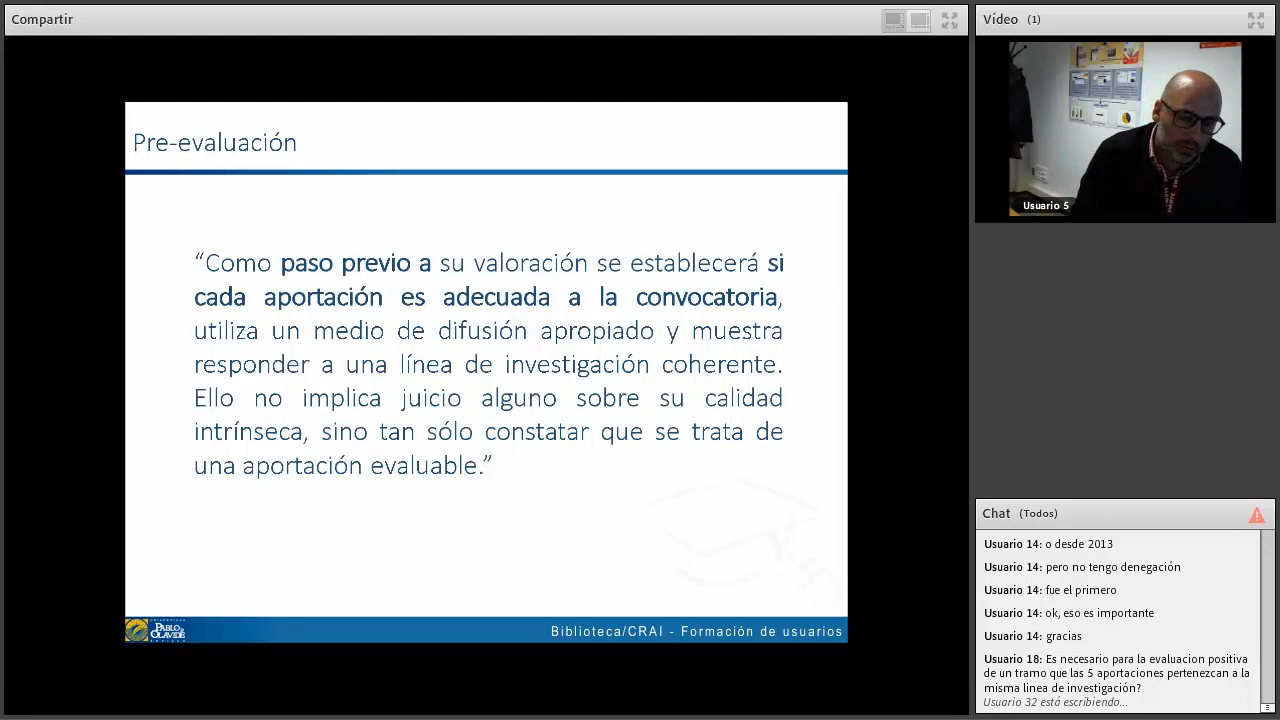 Compartir
Pre-evaluación
“Como paso previo a su valoración se establecerá si
cada aportación es adecuada a la convocatoria,
utiliza un medio de difusión apropiado y muestra
responder a una línea de investigación coherente.
Ello no implica juicio alguno sobre su calidad
intrínseca, sino tan sólo constatar que se trata de
una aportación evaluable.”
UNIVERSIDAD
PABLO DE
OLAVIDE
SEVILLA
Biblioteca/CRAI - Formación de usuarios
Vídeo (1)
Usuario 5
Chat (Todos)
Usuario 14: o desde 2013
Usuario 14: pero no tengo denegación
Usuario 14: fue el primero
Usuario 14: ok, eso es importante
Usuario 14: gracias
Usuario 18: Es necesario para la evaluacion positiva
de un tramo que las 5 aportaciones pertenezcan a la
misma linea de investigación?
Usuario 32 está escribiendo...